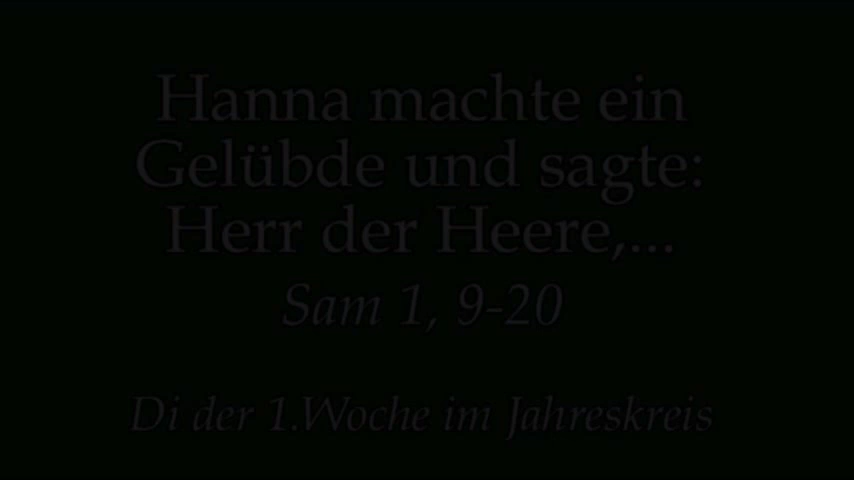 Hanna machte ein
Gelübde und sagte:
Herr der Heere,...
Sam 1, 9-20
Di der 1.Woche im Jahreskreis